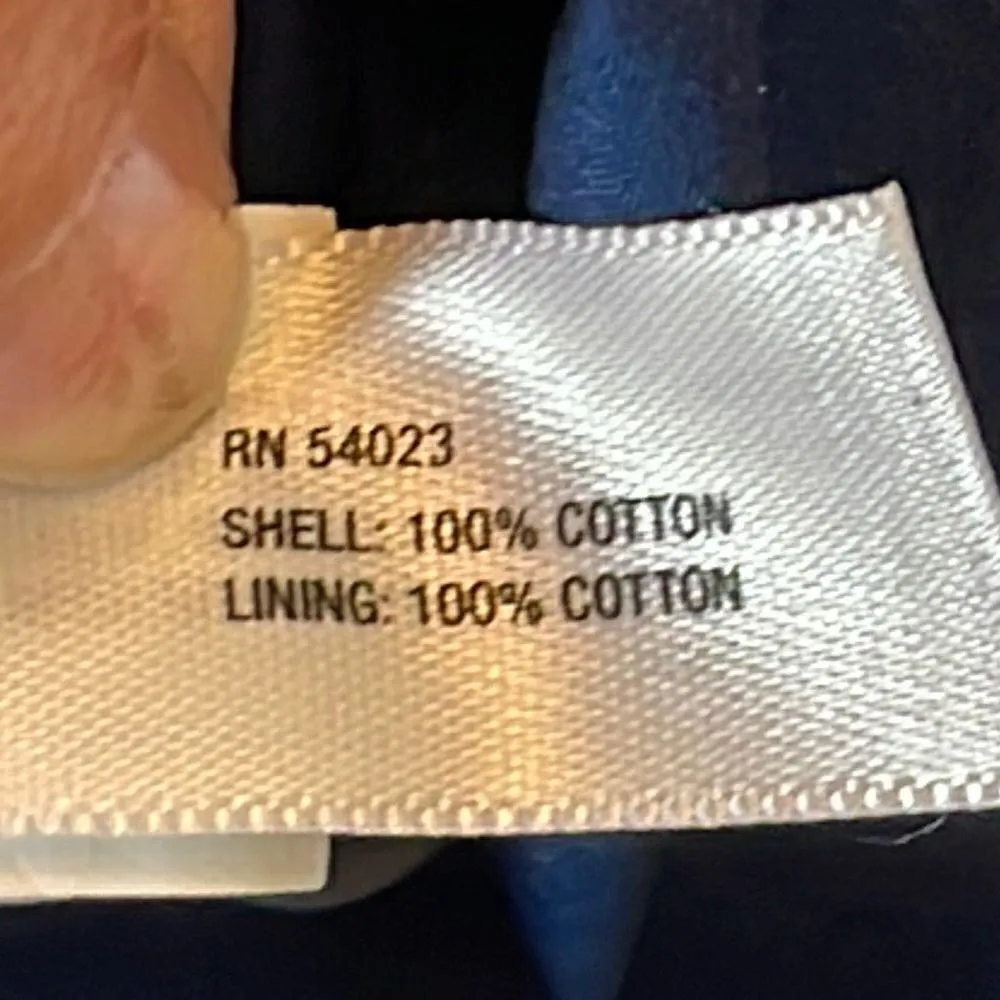 RN 54023
SHELL: 100% COTTON
LINING: 100% COTTON